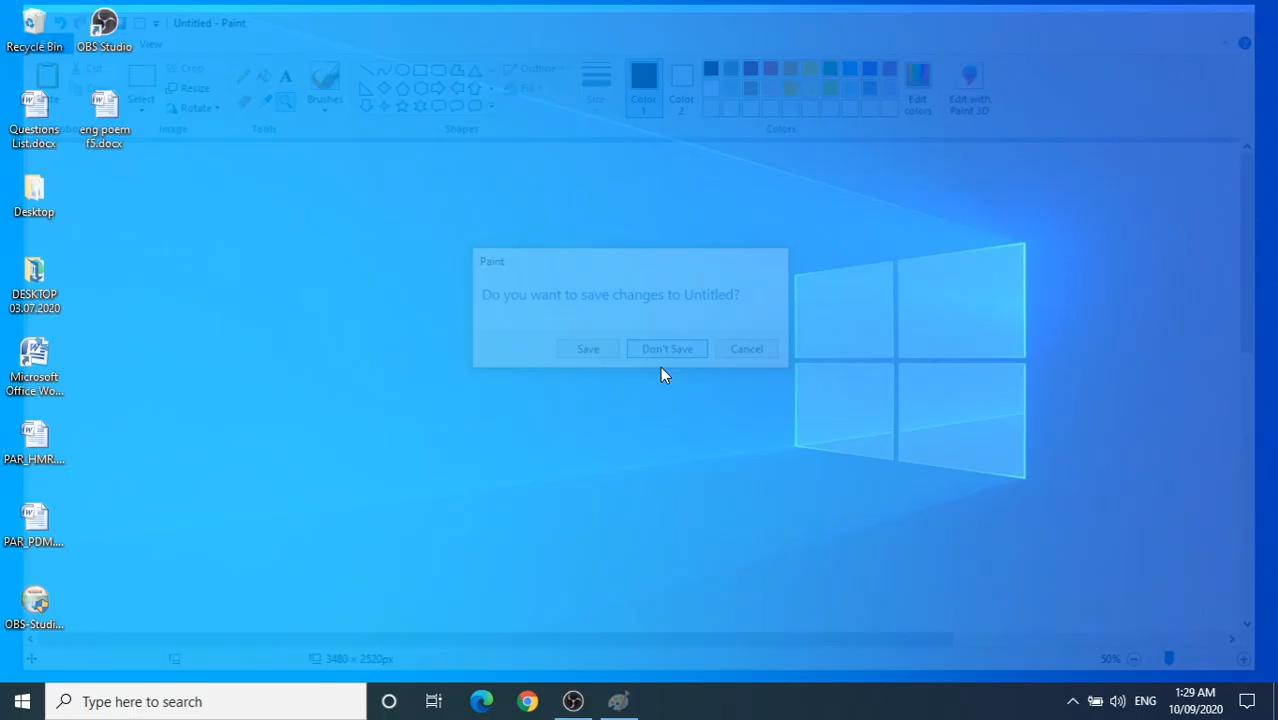 Untitled - Paint
Recycle Bin
OBS Studio
View
Cut
Crop
Resize
Rotate
Select
Image
Tools
Brushes
Shapes
Outline
Fill
Size
Color 1
Color 2
Colors
Edit colors
Edit with Paint 3D
Questions List.docx
eng poem f5.docx
Desktop
DESKTOP 03.07.2020
Microsoft Office Wo...
PAR_HMR....
PAR_PDM....
OBS-Studi...
Paint
Do you want to save changes to Untitled?
Save
Don't Save
Cancel
3480 × 2520px
50%
Type here to search
ENG
1:29 AM
10/09/2020